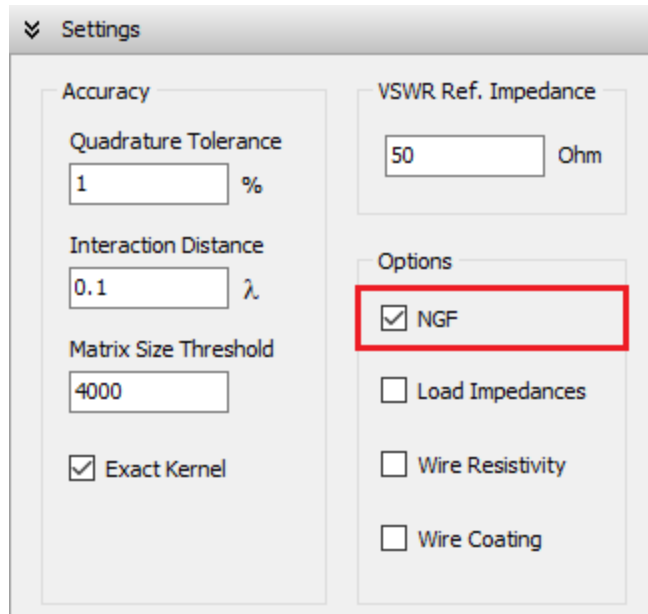 Settings
Accuracy
Quadrature Tolerance
1 %
Interaction Distance
0.1 λ
Matrix Size Threshold
4000
Exact Kernel
VSWR Ref. Impedance
50 Ohm
Options
NGF
Load Impedances
Wire Resistivity
Wire Coating